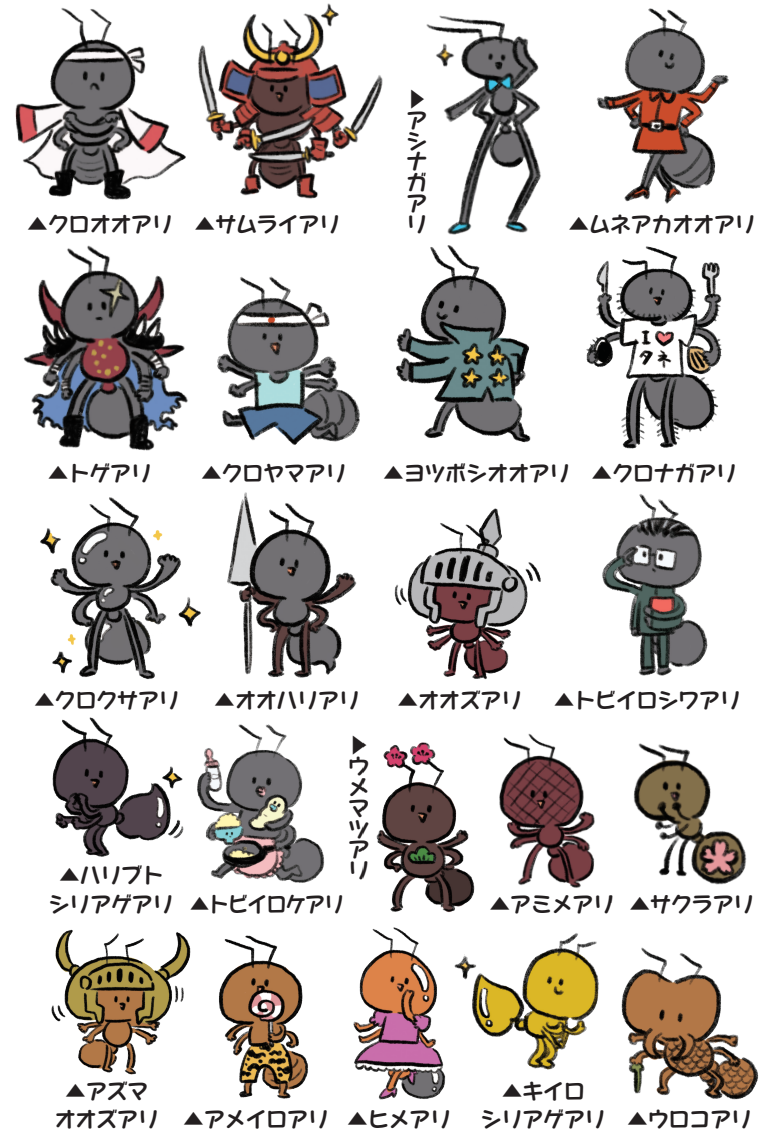 ▲クロオオアリ
▲サムライアリ
▶アシナガアリ
▲ムネアカオオアリ
▲トゲアリ
▲クロヤマアリ
▲ヨツボシオオアリ
I ♥
タネ
▲クロナガアリ
▲クロクサアリ
▲オオハリアリ
▲オオズアリ
▲トビイロシワアリ
▲ハリブト
シリアゲアリ
▲トビイロケアリ
▶ウメマツアリ
▲アミメアリ
▲サクラアリ
▲アズマ
オオズアリ
▲アメイロアリ
▲ヒメアリ
▲キイロ
シリアゲアリ
▲ウロコアリ